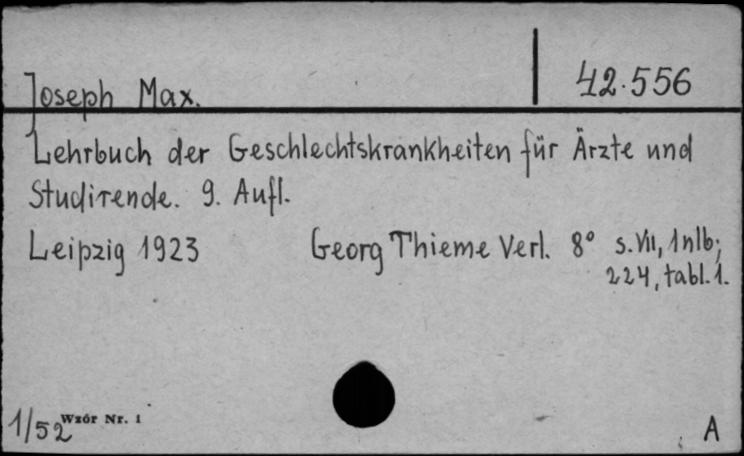 Joseph Max.
42.556
Lehrbuch der Geschlechtskrankheiten für Ärzte und
Studirende. 9. Aufl.
Leipzig 1923 Georg Thieme Verl. 8° s. VII, 1 nlb;
224, tabl. 1.
1/52 Wzór Nr. 1
A